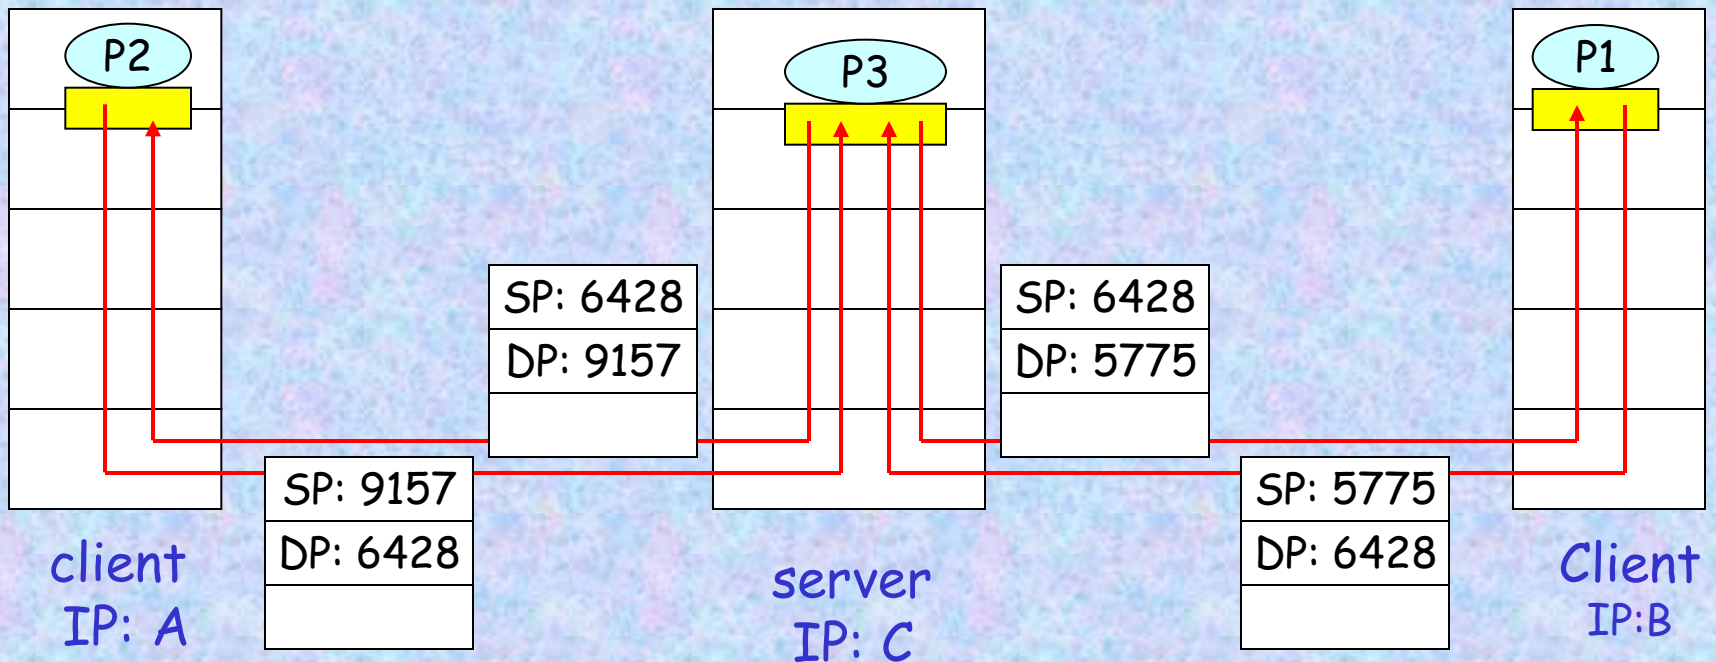 P2
P3
P1
SP: 6428
DP: 9157
SP: 6428
DP: 5775
SP: 9157
DP: 6428
SP: 5775
DP: 6428
client
IP: A
server
IP: C
Client
IP:B